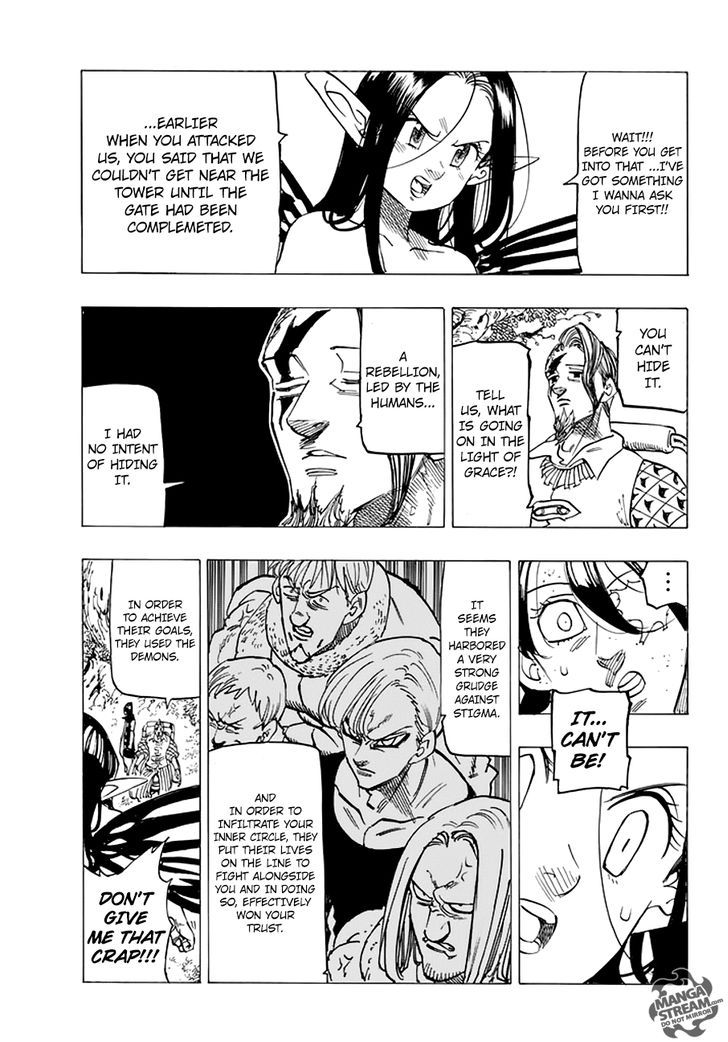 WAIT!!!
BEFORE YOU GET
INTO THAT ...I'VE
GOT SOMETHING
I WANNA ASK
YOU FIRST!!
...EARLIER
WHEN YOU ATTACKED
US, YOU SAID THAT WE
COULDN'T GET NEAR THE
TOWER UNTIL THE
GATE HAD BEEN
COMPLEMETED.
YOU
CAN'T
HIDE
IT.
TELL
US, WHAT
IS GOING
ON IN THE
LIGHT OF
GRACE?!
A
REBELLION,
LED BY THE
HUMANS...
I HAD
NO INTENT
OF HIDING
IT.
...
IT...
CAN'T
BE!
IT
SEEMS
THEY
HARBORED
A VERY
STRONG
GRUDGE
AGAINST
STIGMA.
AND
IN ORDER TO
INFILTRATE YOUR
INNER CIRCLE, THEY
PUT THEIR LIVES
ON THE LINE TO
FIGHT ALONGSIDE
YOU AND IN DOING
SO, EFFECTIVELY
WON YOUR
TRUST.
IN ORDER
TO ACHIEVE
THEIR GOALS,
THEY USED THE
DEMONS.
DON'T
GIVE
ME THAT
CRAP!!!
MANGA
STREAM.com
DO NOT MIRROR